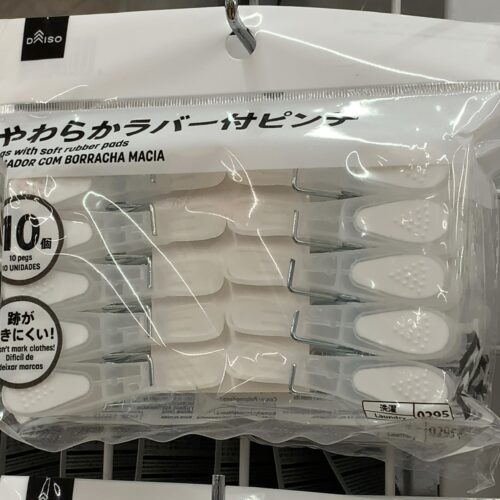 DAISO
やわらかラバー付ピンチ
gs with soft rubber pads
CADOR COM BORRACHA MACIA
10個
10 pegs
10 UNIDADES
跡が
きにくい!
n't mark clothes!
Difícil de
deixar marcas
洗濯
Laundry
0295